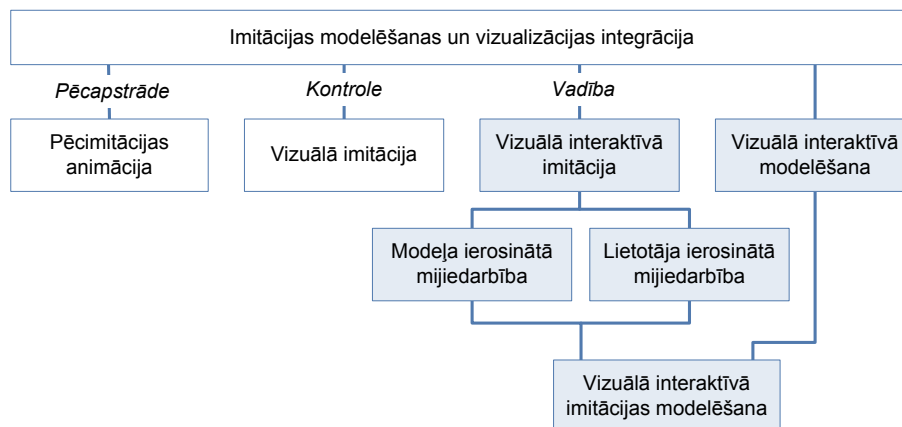 Imitācijas modelēšanas un vizualizācijas integrācija
Pēcapstrāde
Kontrole
Vadība
Pēcimitācijas
animācija
Vizuālā imitācija
Vizuālā interaktīvā
imitācija
Vizuālā interaktīvā
modelēšana
Modeļa ierosinātā
mijiedarbība
Lietotāja ierosinātā
mijiedarbība
Vizuālā interaktīvā
imitācijas modelēšana